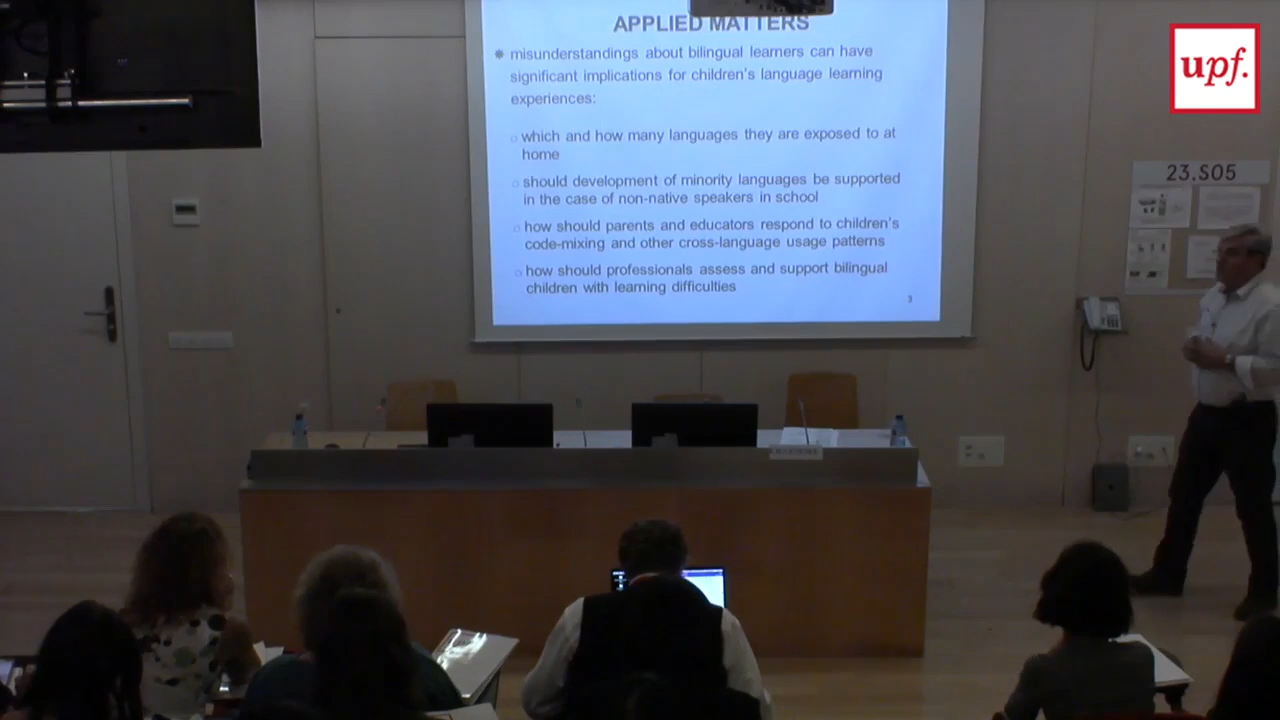 APPLIED MATTERS
misunderstandings about bilingual learners can have
significant implications for children's language learning
experiences:
which and how many languages they are exposed to at
home
should development of minority languages be supported
in the case of non-native speakers in school
how should parents and educators respond to children's
code-mixing and other cross-language usage patterns
how should professionals assess and support bilingual
children with learning difficulties
3
upf.
23.S05